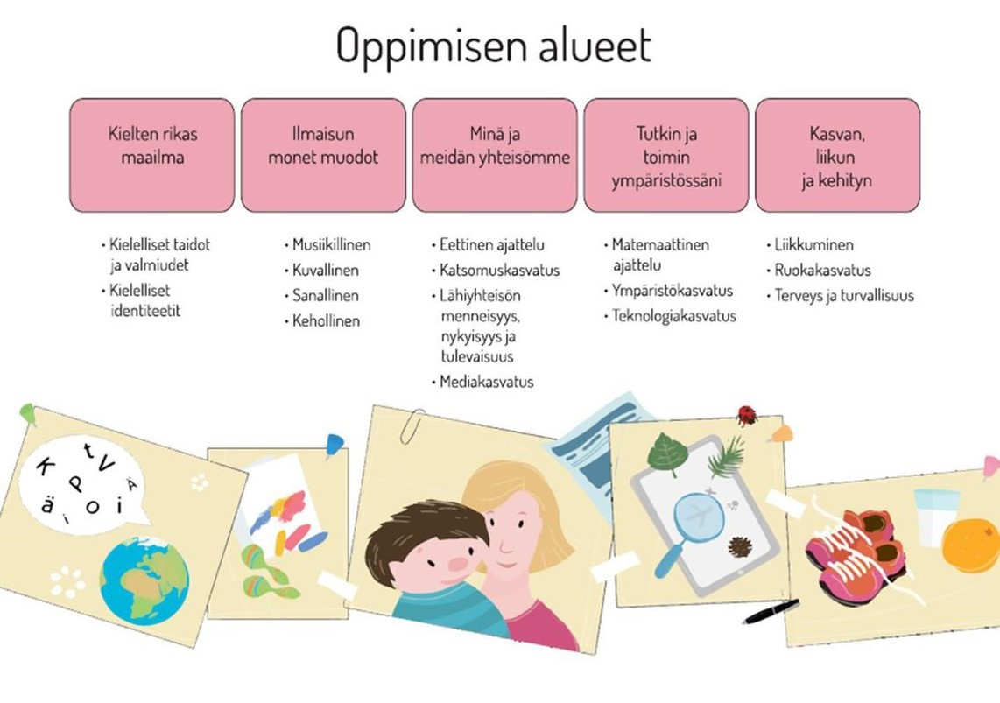 Oppimisen alueet
Kielten rikas
maailma
Ilmaisun
monet muodot
Minä ja
meidän yhteisömme
Tutkin ja
toimin
ympäristössäni
Kasvan,
liikun
ja kehityn
• Kielelliset taidot
ja valmiudet
• Kielelliset
identiteetit
• Musiikillinen
• Kuvallinen
• Sanallinen
• Kehollinen
• Eettinen ajattelu
• Katsomuskasvatus
• Lähiyhteisön
menneisyys,
nykyisyys ja
tulevaisuus
• Mediakasvatus
• Matemaattinen
ajattelu
• Ympäristökasvatus
• Teknologiakasvatus
• Liikkuminen
• Ruokakasvatus
• Terveys ja turvallisuus
K t V
P Ä
ä o i
i